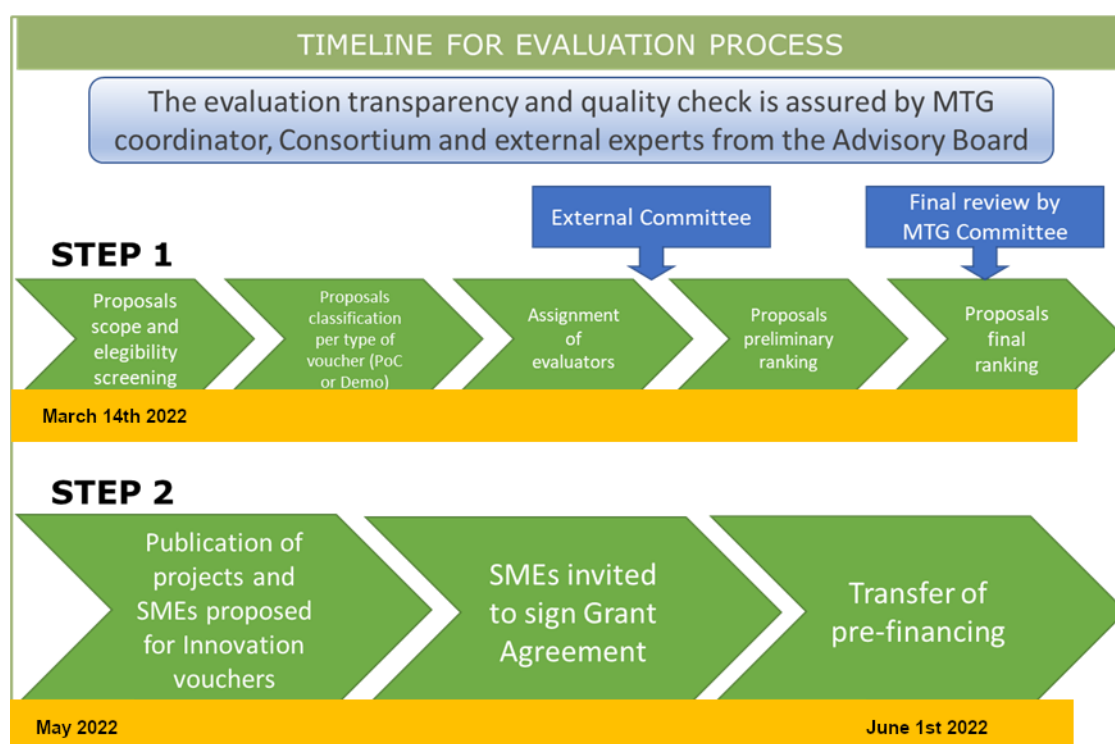 TIMELINE FOR EVALUATION PROCESS
The evaluation transparency and quality check is assured by MTG
coordinator, Consortium and external experts from the Advisory Board
External Committee
Final review by
MTG Committee
STEP 1
Proposals
scope and
elegibility
screening
Proposals
classification
per type of
voucher (PoC
or Demo)
Assignment
of
evaluators
Proposals
preliminary
ranking
Proposals
final
ranking
March 14th 2022
STEP 2
Publication of
projects and
SMEs proposed
for Innovation
vouchers
SMEs invited
to sign Grant
Agreement
Transfer of
pre-financing
May 2022
June 1st 2022